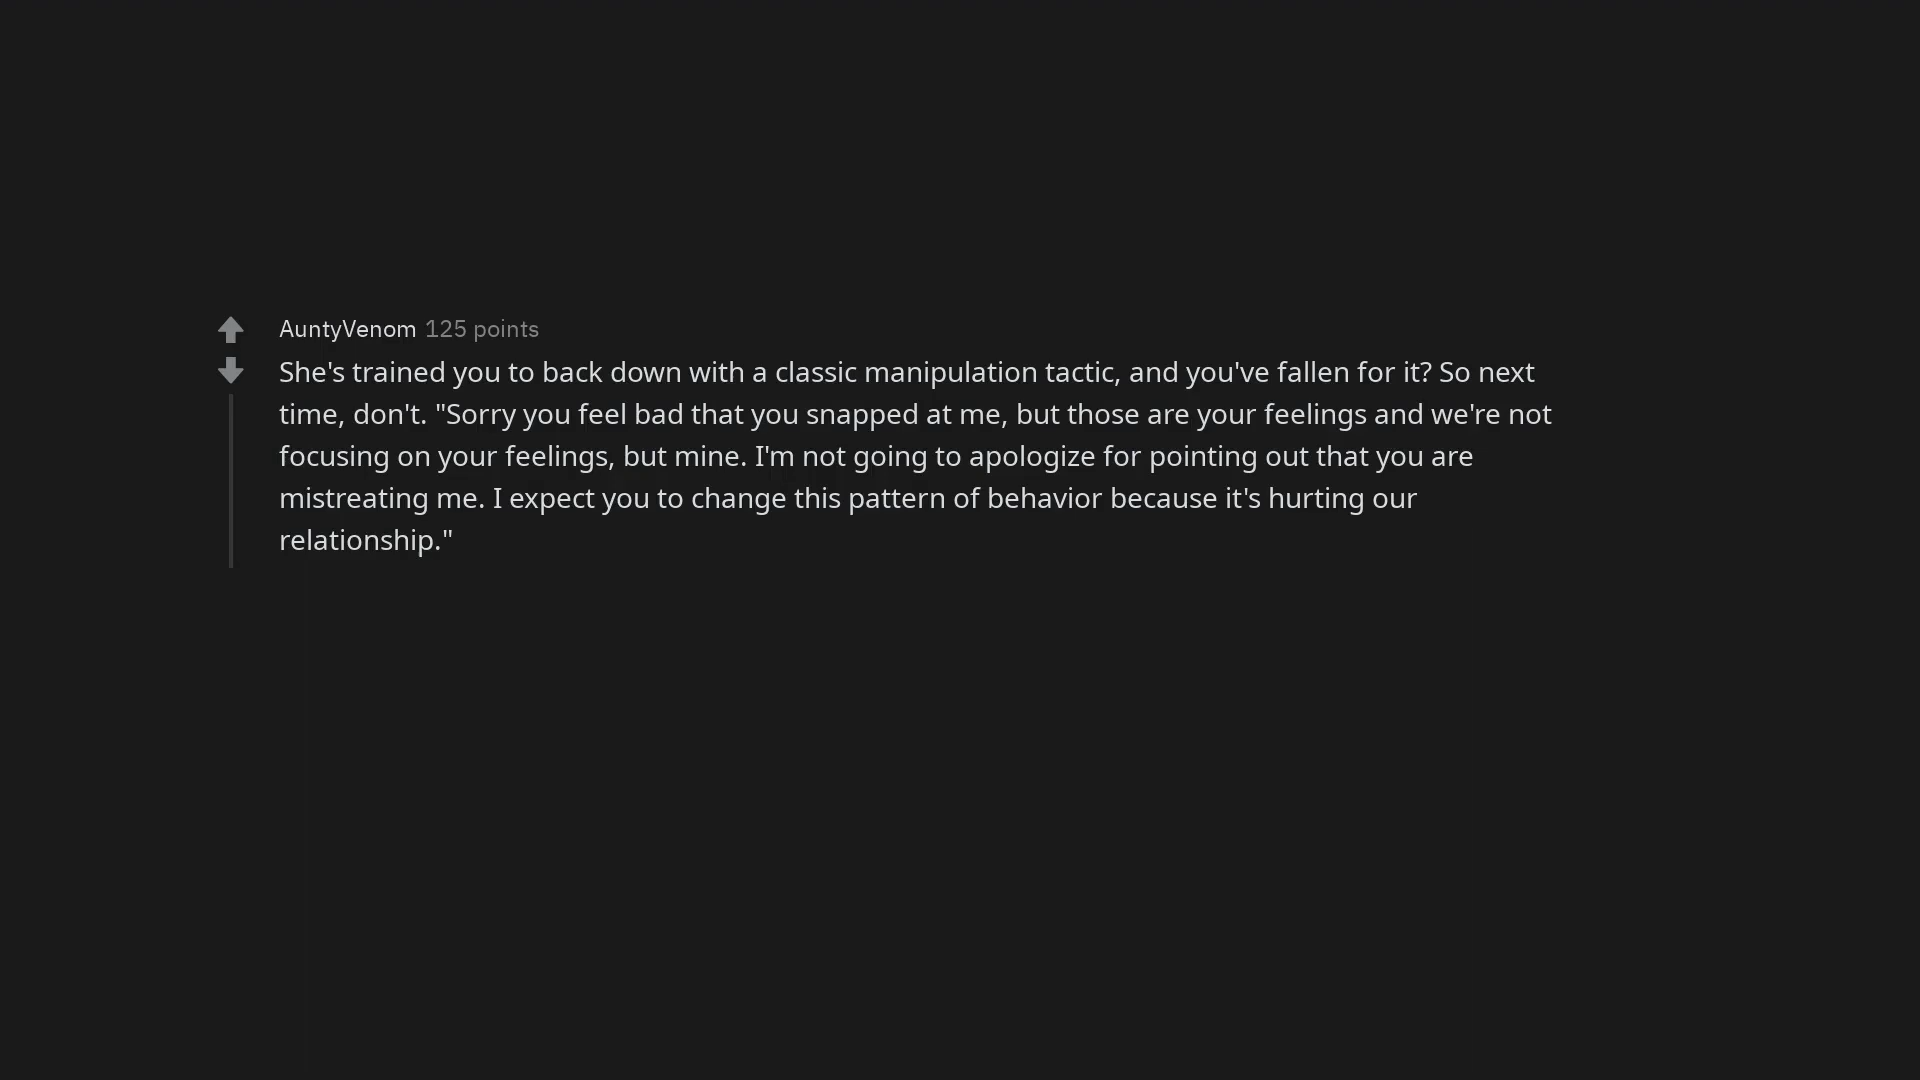 AuntyVenom 125 points
She's trained you to back down with a classic manipulation tactic, and you've fallen for it? So next
time, don't. "Sorry you feel bad that you snapped at me, but those are your feelings and we're not
focusing on your feelings, but mine. I'm not going to apologize for pointing out that you are
mistreating me. I expect you to change this pattern of behavior because it's hurting our
relationship."